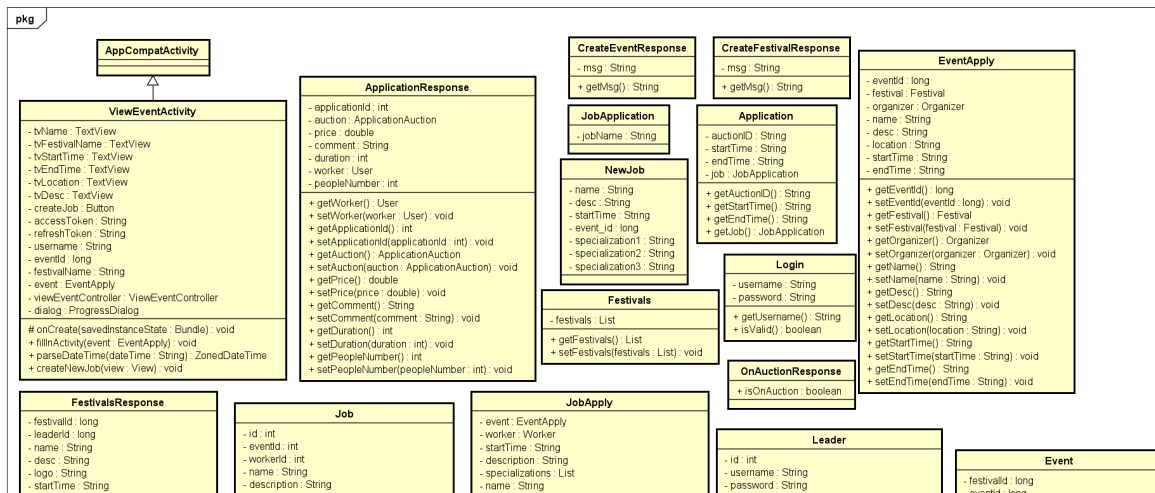 pkg
AppCompatActivity
ViewEventActivity
- tvName : TextView
- tvFestivalName : TextView
- tvStartTime : TextView
- tvEndTime : TextView
- tvLocation : TextView
- tvDesc : TextView
- createJob : Button
- accessToken : String
- refreshToken : String
- username : String
- eventId : long
- festivalName : String
- event : EventApply
- viewEventController : ViewEventController
- dialog : ProgressDialog
# onCreate(savedInstanceState : Bundle) : void
+ fillInActivity(event : EventApply) : void
+ parseDateTime(dateTime : String) : ZonedDateTime
+ createNewJob(view : View) : void
ApplicationResponse
- applicationId : int
- auction : ApplicationAuction
- price : double
- comment : String
- duration : int
- worker : User
- peopleNumber : int
+ getWorker() : User
+ setWorker(worker : User) : void
+ getApplicationId() : int
+ setApplicationId(applicationId : int) : void
+ getAuction() : ApplicationAuction
+ setAuction(auction : ApplicationAuction) : void
+ getPrice() : double
+ setPrice(price : double) : void
+ getComment() : String
+ setComment(comment : String) : void
+ getDuration() : int
+ setDuration(duration : int) : void
+ getPeopleNumber() : int
+ setPeopleNumber(peopleNumber : int) : void
CreateEventResponse
- msg : String
+ getMsg() : String
CreateFestivalResponse
- msg : String
+ getMsg() : String
JobApplication
- jobName : String
Application
- auctionID : String
- startTime : String
- endTime : String
- job : JobApplication
+ getAuctionID() : String
+ getStartTime() : String
+ getEndTime() : String
+ getJob() : JobApplication
NewJob
- name : String
- desc : String
- startTime : String
- event_id : long
- specialization1 : String
- specialization2 : String
- specialization3 : String
Festivals
- festivals : List
+ getFestivals() : List
+ setFestivals(festivals : List) : void
Login
- username : String
- password : String
+ getUsername() : String
+ isValid() : boolean
OnAuctionResponse
+ isOnAuction : boolean
EventApply
- eventId : long
- festival : Festival
- organizer : Organizer
- name : String
- desc : String
- location : String
- startTime : String
- endTime : String
+ getEventId() : long
+ setEventId(eventId : long) : void
+ getFestival() : Festival
+ setFestival(festival : Festival) : void
+ getOrganizer() : Organizer
+ setOrganizer(organizer : Organizer) : void
+ getName() : String
+ setName(name : String) : void
+ getDesc() : String
+ setDesc(desc : String) : void
+ getLocation() : String
+ setLocation(location : String) : void
+ getStartTime() : String
+ setStartTime(startTime : String) : void
+ getEndTime() : String
+ setEndTime(endTime : String) : void
FestivalsResponse
- festivalId : long
- leaderId : long
- name : String
- desc : String
- logo : String
- startTime : String
Job
- id : int
- eventId : int
- workerId : int
- name : String
- description : String
JobApply
- event : EventApply
- worker : Worker
- startTime : String
- description : String
- specializations : List
- name : String
Leader
- id : int
- username : String
- password : String
Event
- festivalId : long
- eventId : long